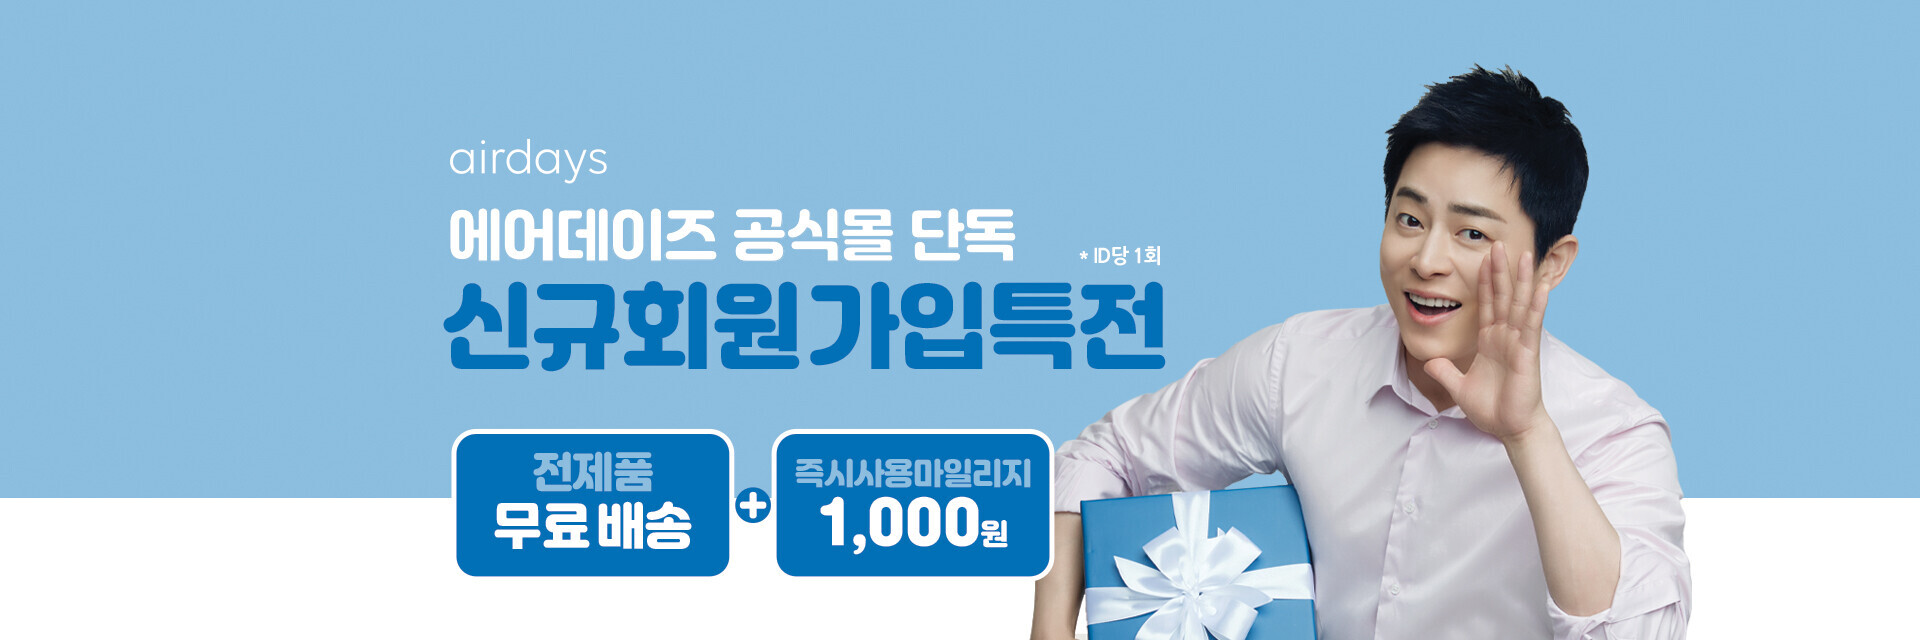 airdays
에어데이즈 공식몰 단독
* ID당 1회
신규회원 가입특전
전제품
무료 배송
+
즉시사용마일리지
1,000원